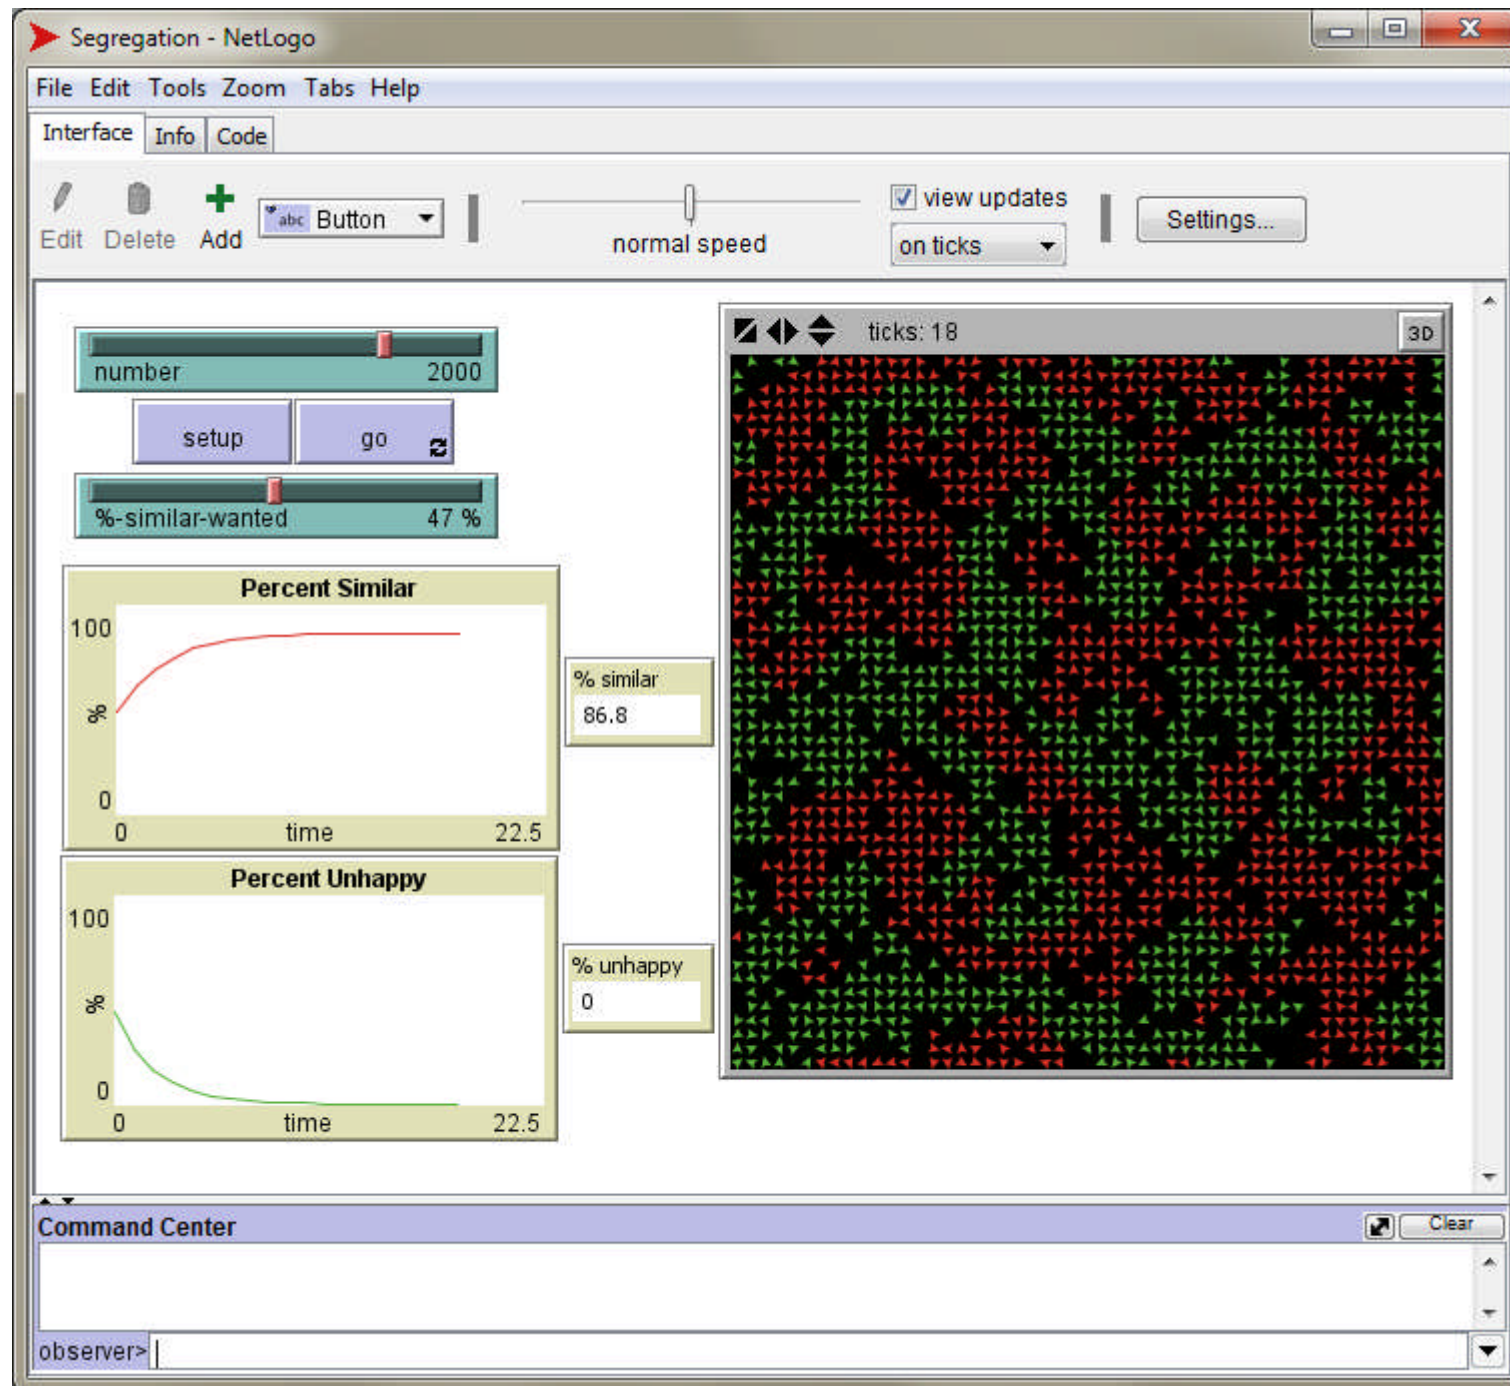 Segregation - NetLogo
File Edit Tools Zoom Tabs Help
Interface Info Code
Edit Delete Add abc Button normal speed view updates on ticks Settings...
number 2000
setup go
%-similar-wanted 47 %
Percent Similar
100
%
0
0 time 22.5
% similar
86.8
Percent Unhappy
100
%
0
0 time 22.5
% unhappy
0
ticks: 18 3D
Command Center Clear
observer>